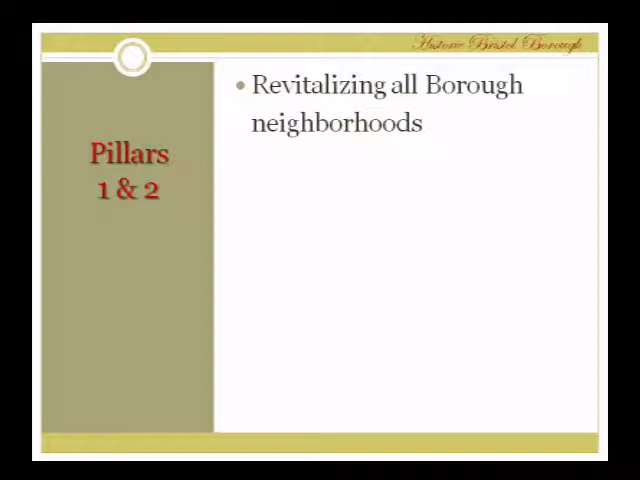 Historic Bristol Borough
Pillars
1 & 2
Revitalizing all Borough
neighborhoods